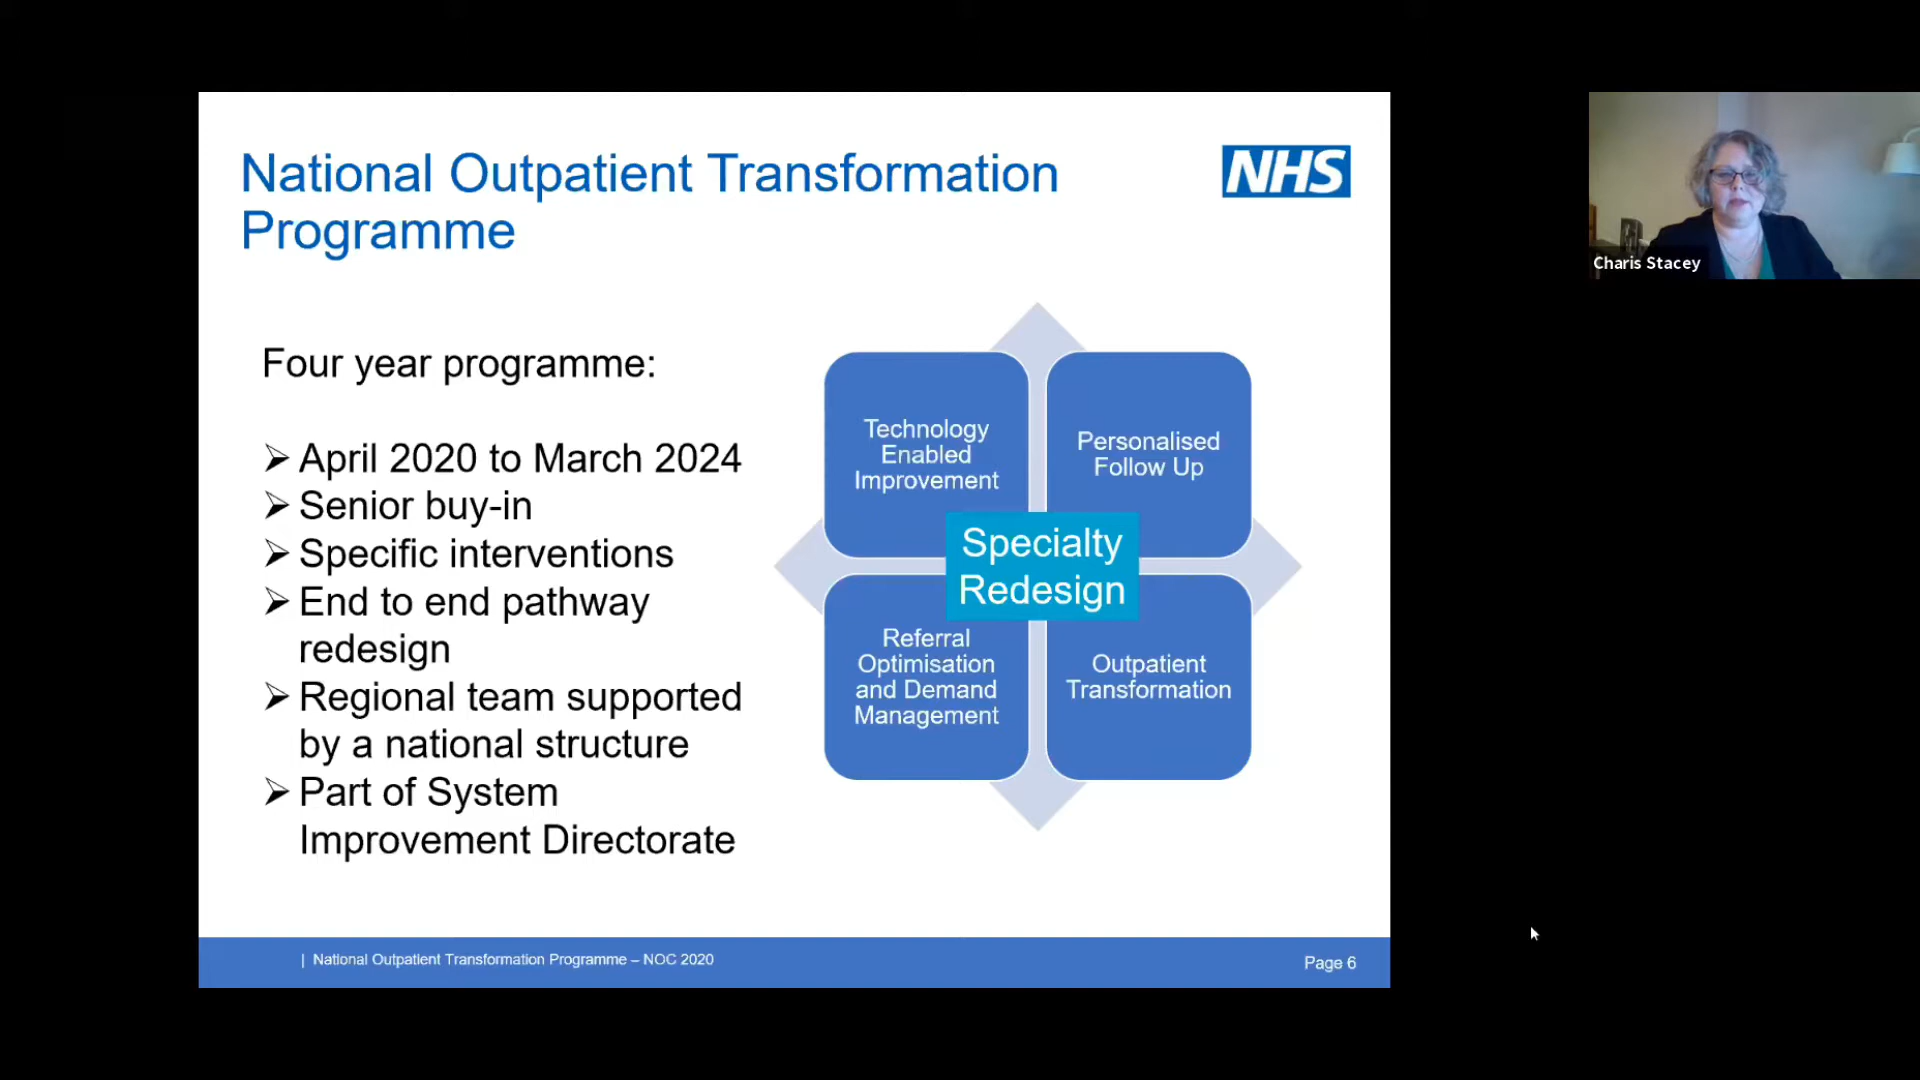 National Outpatient Transformation
Programme
NHS
Charis Stacey
Four year programme:
➢ April 2020 to March 2024
➢ Senior buy-in
➢ Specific interventions
➢ End to end pathway
redesign
➢ Regional team supported
by a national structure
➢ Part of System
Improvement Directorate
Technology
Enabled
Improvement
Personalised
Follow Up
Specialty
Redesign
Referral
Optimisation
and Demand
Management
Outpatient
Transformation
| National Outpatient Transformation Programme – NOC 2020
Page 6